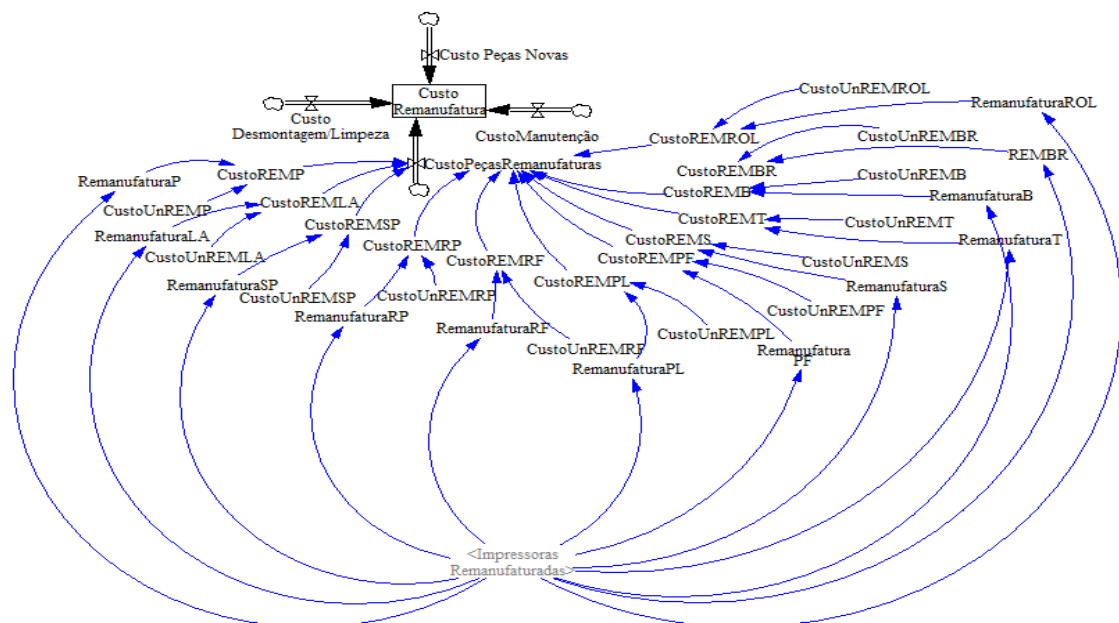 Custo Peças Novas
Custo
Remanufatura
Custo
Desmontagem/Limpeza
CustoManutenção
CustoUnREMROL
RemanufaturaROL
CustoREMROL
CustoUnREMBR
REMBR
CustoPeçasRemanufaturas
CustoREMBR
CustoREMP
RemanufaturaP
CustoUnREMB
CustoREMB
RemanufaturaB
CustoUnREMP
CustoREMLA
CustoREMT
CustoUnREMT
CustoREMSP
RemanufaturaLA
CustoREMS
RemanufaturaT
CustoREMRP
CustoUnREMLA
CustoREMRF
CustoREMPF
CustoUnREMS
RemanufaturaSP
CustoREMPL
RemanufaturaS
CustoUnREMSP
CustoUnREMRP
CustoUnREMPF
RemanufaturaRP
RemanufaturaRF
CustoUnREMPL
CustoUnREMRF
Remanufatura
PF
RemanufaturaPL
<Impressoras
Remanufaturadas>